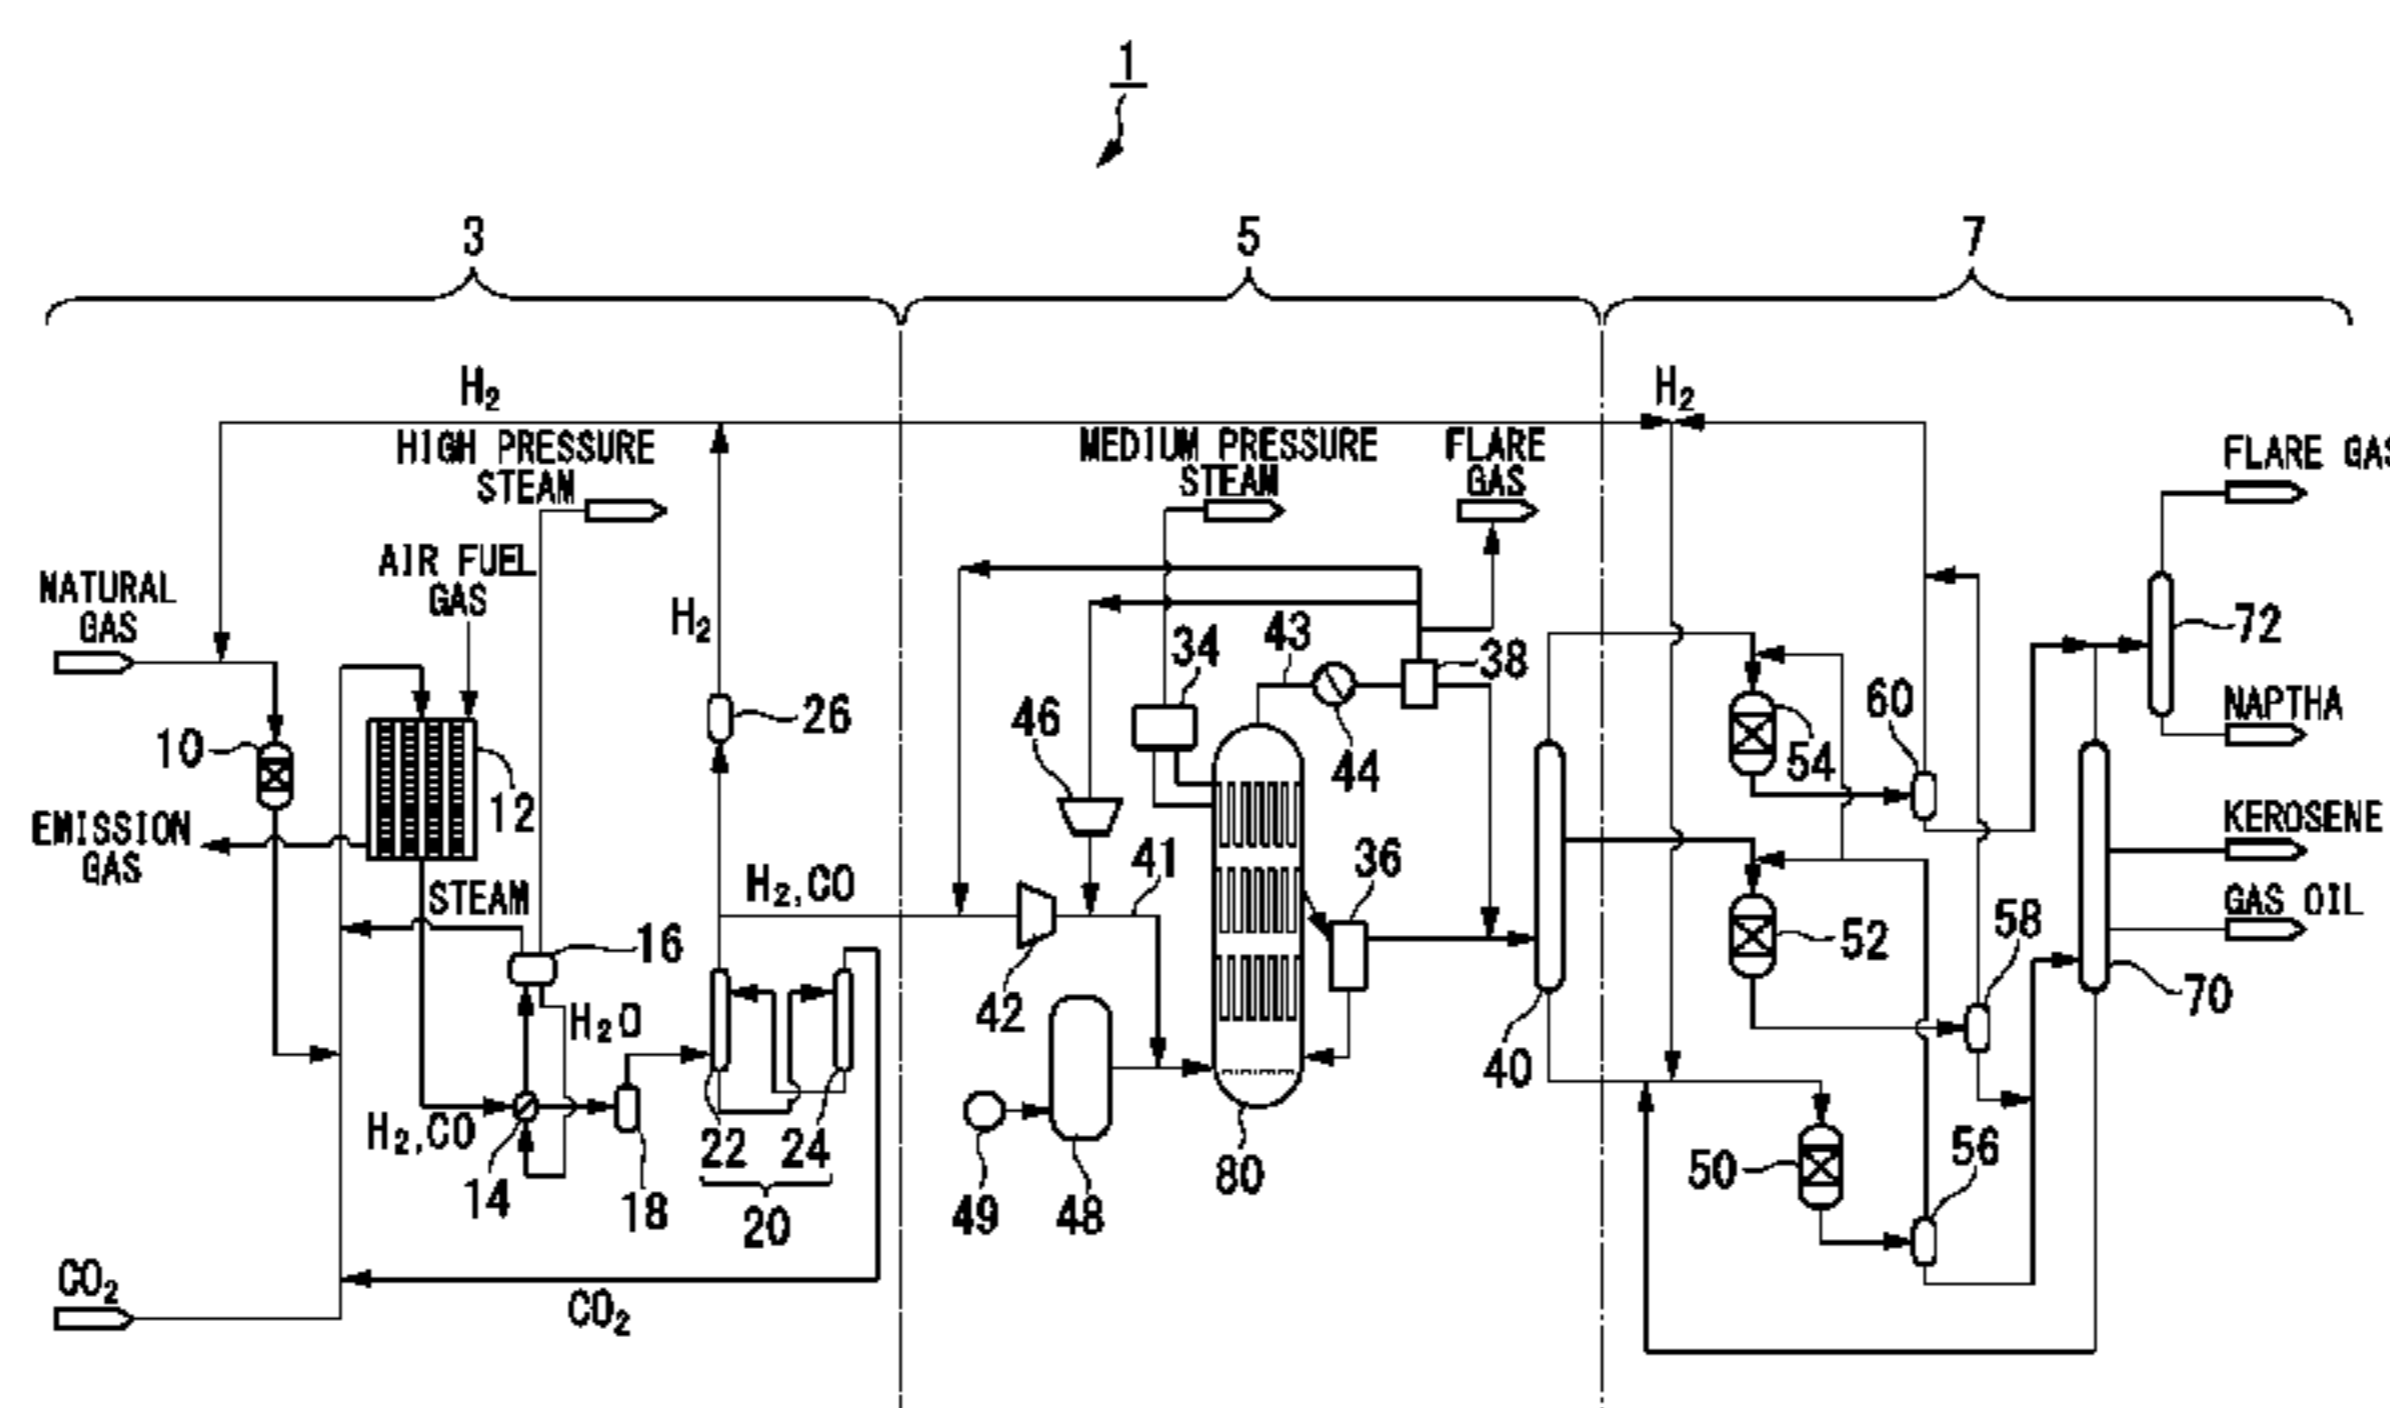 1
3
5
7
H2
H2
HIGH PRESSURE
STEAM
MEDIUM PRESSURE
STEAM
FLARE
GAS
FLARE GAS
AIR FUEL
GAS
NATURAL
GAS
H2
34
43
38
72
10
12
26
46
44
54
60
NAPTHA
EMISSION
GAS
STEAM
H2,CO
41
36
KEROSENE
GAS OIL
16
42
52
58
H2O
40
70
H2,CO
14
18
22
24
20
49
48
80
50
56
CO2
CO2